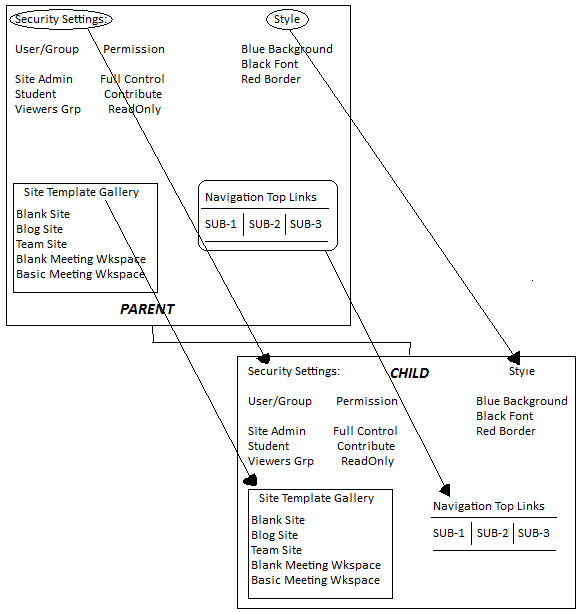 Security Settings: Style
User/Group Permission Blue Background
Black Font
Site Admin Full Control Red Border
Student Contribute
Viewers Grp ReadOnly
Site Template Gallery
Blank Site
Blog Site
Team Site
Blank Meeting Wkspace
Basic Meeting Wkspace
Navigation Top Links
SUB-1 SUB-2 SUB-3
PARENT
CHILD
Security Settings: Style
User/Group Permission Blue Background
Black Font
Site Admin Full Control Red Border
Student Contribute
Viewers Grp ReadOnly
Site Template Gallery
Blank Site
Blog Site
Team Site
Blank Meeting Wkspace
Basic Meeting Wkspace
Navigation Top Links
SUB-1 SUB-2 SUB-3